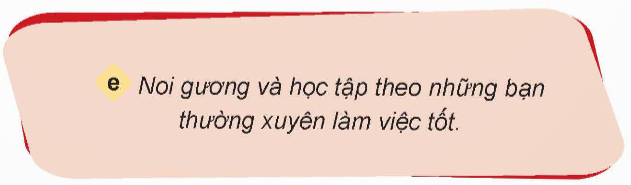 e Noi gương và học tập theo những bạn
thường xuyên làm việc tốt.